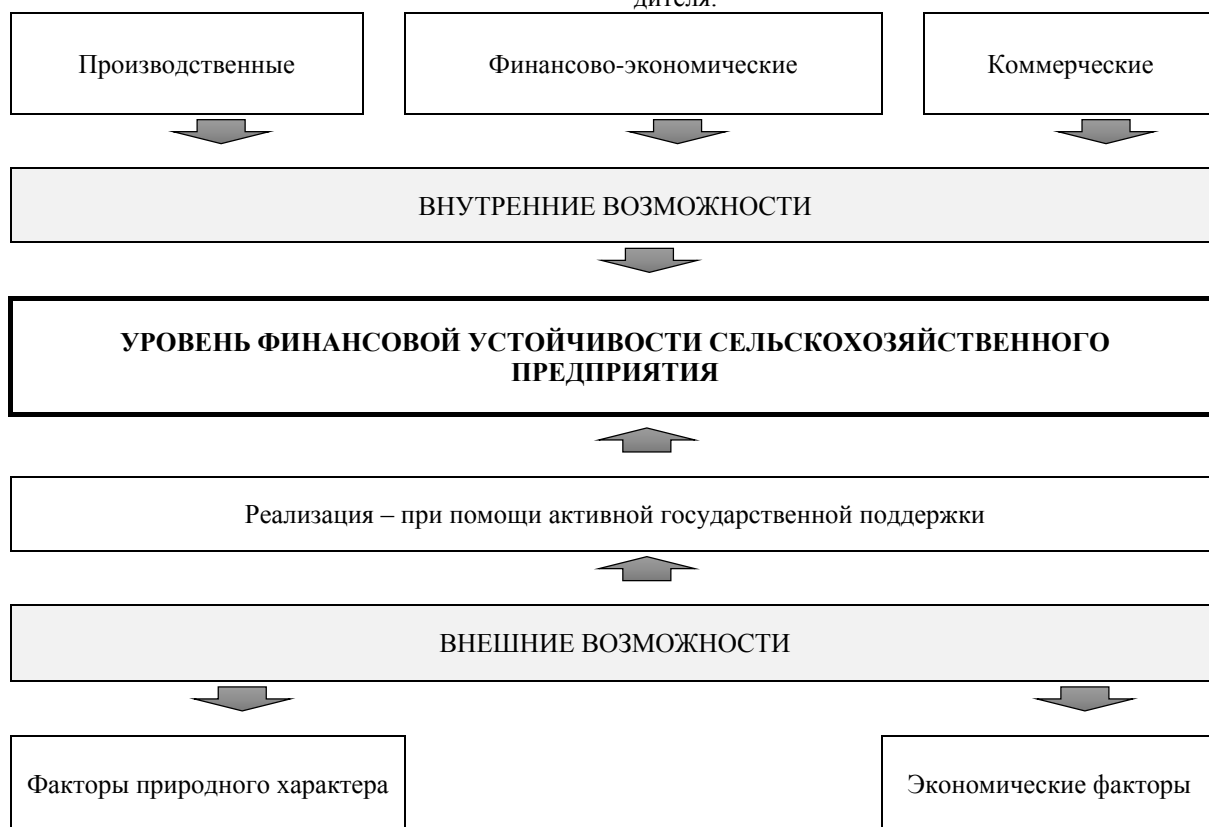 дителя.
Производственные
Финансово-экономические
Коммерческие
ВНУТРЕННИЕ ВОЗМОЖНОСТИ
УРОВЕНЬ ФИНАНСОВОЙ УСТОЙЧИВОСТИ СЕЛЬСКОХОЗЯЙСТВЕННОГО
ПРЕДПРИЯТИЯ
Реализация – при помощи активной государственной поддержки
ВНЕШНИЕ ВОЗМОЖНОСТИ
Факторы природного характера
Экономические факторы